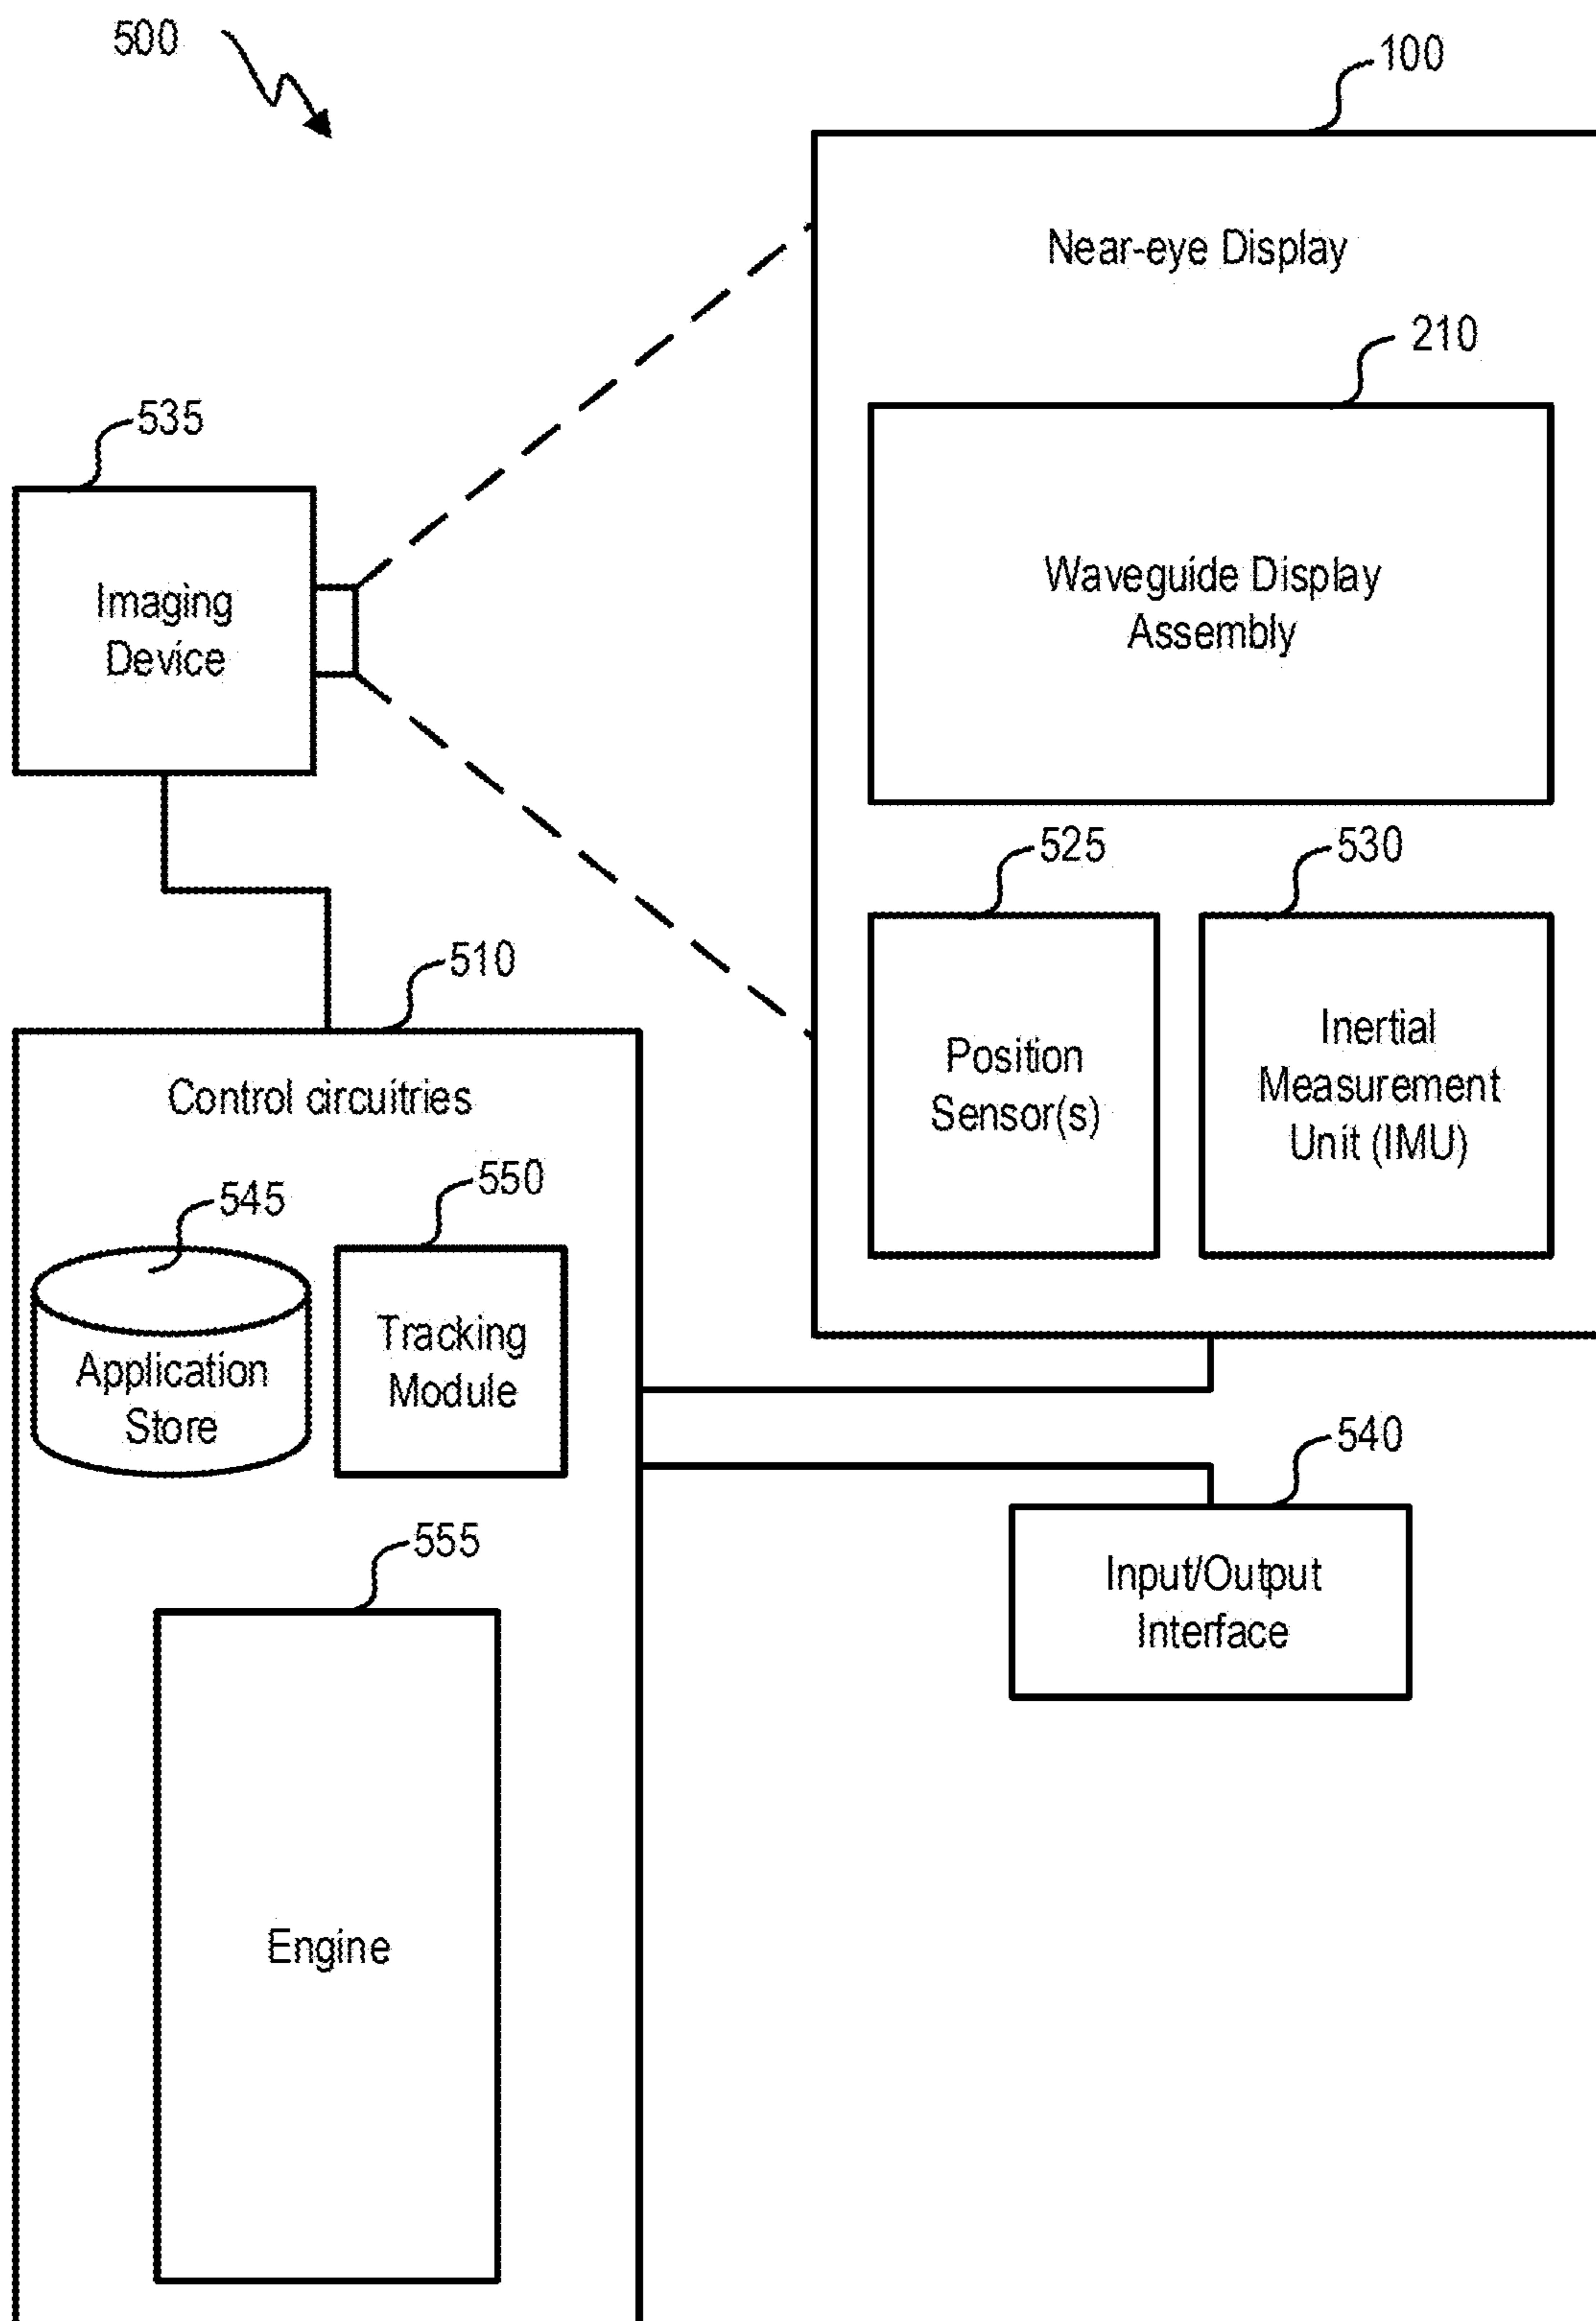 500
100
Near-eye Display
210
Waveguide Display
Assembly
535
Imaging
Device
525
530
Position
Sensor(s)
Inertial
Measurement
Unit (IMU)
510
Control circuitries
545
550
Application
Store
Tracking
Module
540
Input/Output
Interface
555
Engine